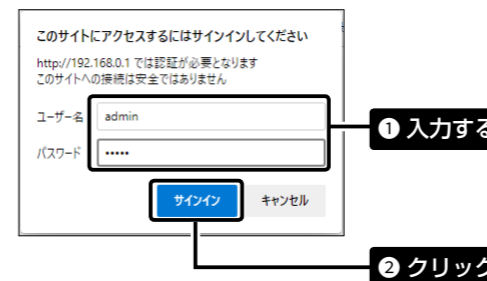 このサイトにアクセスするにはサインインしてください
http://192.168.0.1 では認証が必要となります
このサイトへの接続は安全ではありません
ユーザー名 admin
パスワード •••••
❶ 入力する
サインイン キャンセル
❷ クリック